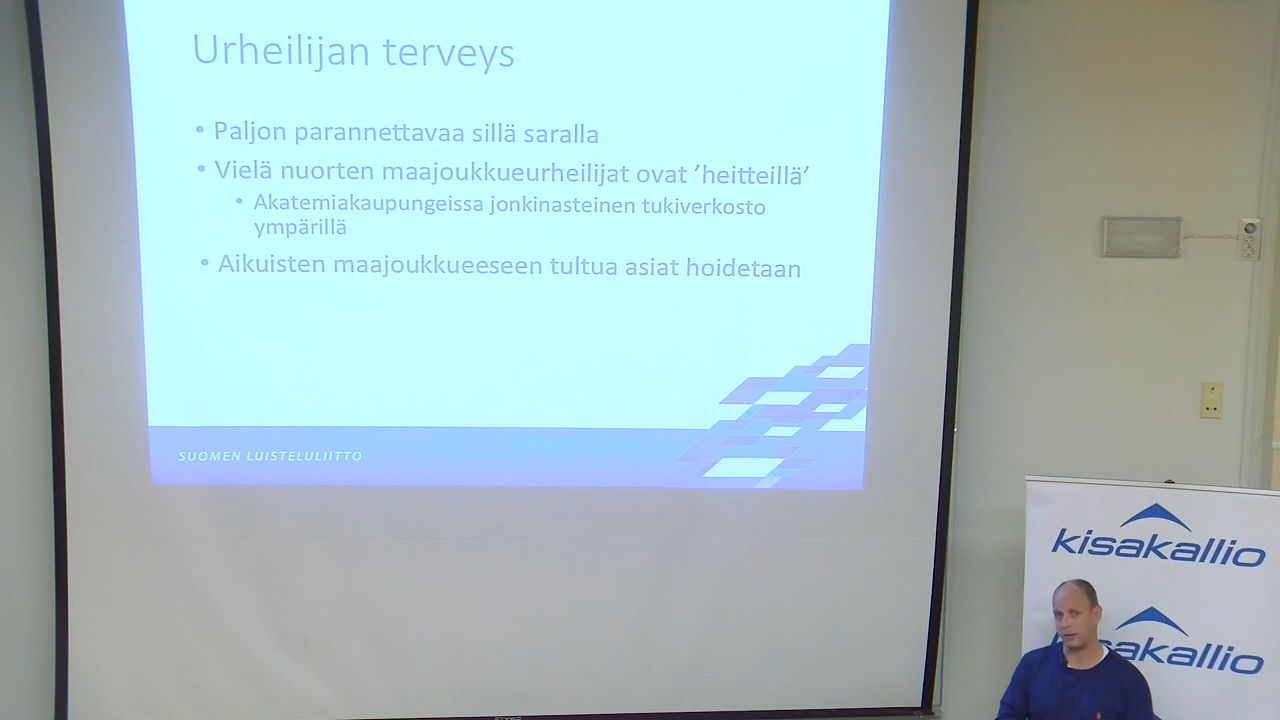 Urheilijan terveys
• Paljon parannettavaa sillä saralla
• Vielä nuorten maajoukkueurheilijat ovat ’heitteillä’
• Akatemiakaupungeissa jonkinasteinen tukiverkosto
ympärillä
• Aikuisten maajoukkueeseen tultua asiat hoidetaan
SUOMEN LUISTELULIITTO
kisakallio
kisakallio